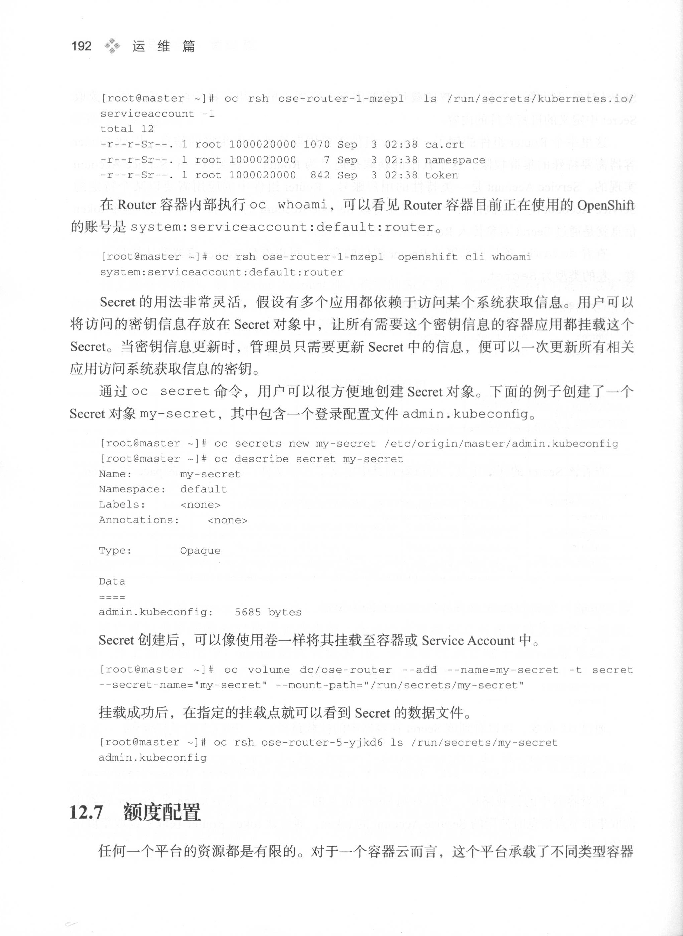 192 运 维 篇
[root@master ~]# oc rsh ose-router-1-mzepl  ls /run/secrets/kubernetes.io/
serviceaccount -l
total 12
-r--r-Sr--. 1 root 1000020000 1070 Sep  3 02:38 ca.crt
-r--r-Sr--. 1 root 1000020000    7 Sep  3 02:38 namespace
-r--r-Sr--. 1 root 1000020000  842 Sep  3 02:38 token
在 Router 容器内部执行 oc whoami，可以看见 Router 容器目前正在使用的 OpenShift
的账号是 system:serviceaccount:default:router。
[root@master ~]# oc rsh ose-router-1-mzepl  openshift cli whoami
system:serviceaccount:default:router
Secret 的用法非常灵活，假设有多个应用都依赖于访问某个系统获取信息。用户可以
将访问的密钥信息存放在 Secret 对象中，让所有需要这个密钥信息的容器应用都挂载这个
Secret。当密钥信息更新时，管理员只需要更新 Secret 中的信息，便可以一次更新所有相关
应用访问系统获取信息的密钥。
通过 oc secret 命令，用户可以很方便地创建 Secret 对象。下面的例子创建了一个
Secret 对象 my-secret，其中包含一个登录配置文件 admin.kubeconfig。
[root@master ~]# oc secrets new my-secret /etc/origin/master/admin.kubeconfig
[root@master ~]# oc describe secret my-secret
Name:       my-secret
Namespace:  default
Labels:     <none>
Annotations:    <none>
Type:       Opaque
Data
====
admin.kubeconfig:   5685 bytes
Secret 创建后，可以像使用卷一样将其挂载至容器或 Service Account 中。
[root@master ~]# oc volume dc/ose-router --add --name=my-secret -t secret
--secret-name="my-secret" --mount-path="/run/secrets/my-secret"
挂载成功后，在指定的挂载点就可以看到 Secret 的数据文件。
[root@master ~]# oc rsh ose-router-5-yjkd6 ls /run/secrets/my-secret
admin.kubeconfig
12.7 额度配置
任何一个平台的资源都是有限的。对于一个容器云而言，这个平台承载了不同类型容器